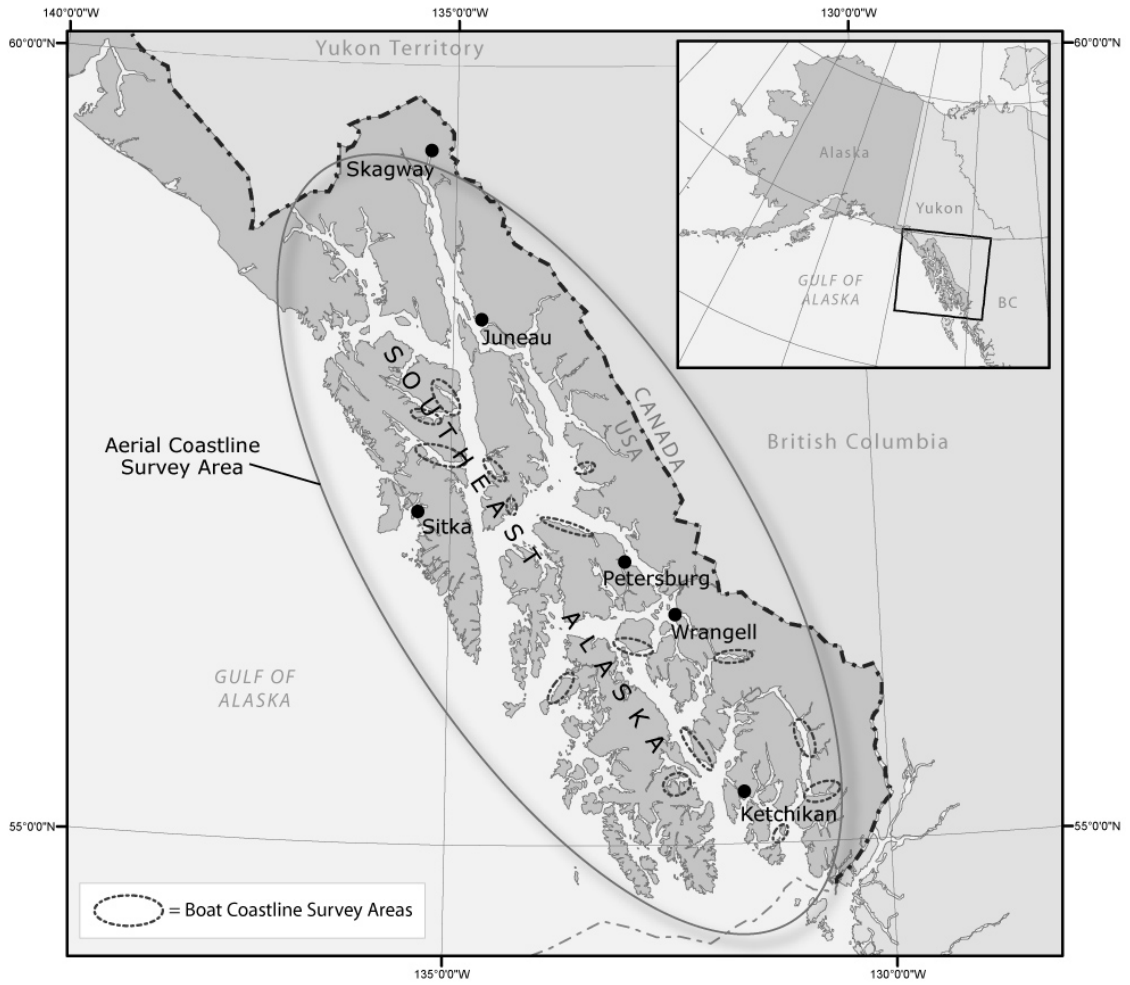 140°0'0"W
135°0'0"W
130°0'0"W
60°0'0"N
60°0'0"N
Yukon Territory
Alaska
Yukon
GULF OF
ALASKA
BC
Skagway
Juneau
CANADA
USA
British Columbia
Aerial Coastline
Survey Area
SOUTHEAST
ALASKA
Sitka
Petersburg
Wrangell
GULF OF
ALASKA
Ketchikan
55°0'0"N
55°0'0"N
= Boat Coastline Survey Areas
135°0'0"W
130°0'0"W